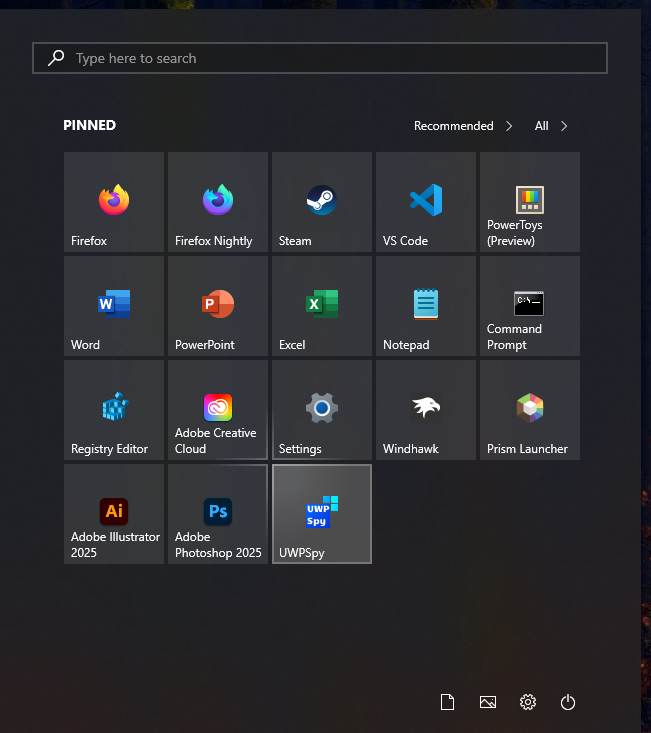 Type here to search
PINNED
Recommended
All
Firefox
Firefox Nightly
Steam
VS Code
PowerToys
(Preview)
W
Word
P
PowerPoint
X
Excel
Notepad
C:\_
Command
Prompt
Registry Editor
Adobe Creative
Cloud
Settings
Windhawk
Prism Launcher
Ai
Adobe Illustrator
2025
Ps
Adobe
Photoshop 2025
UWP
Spy
UWPSpy